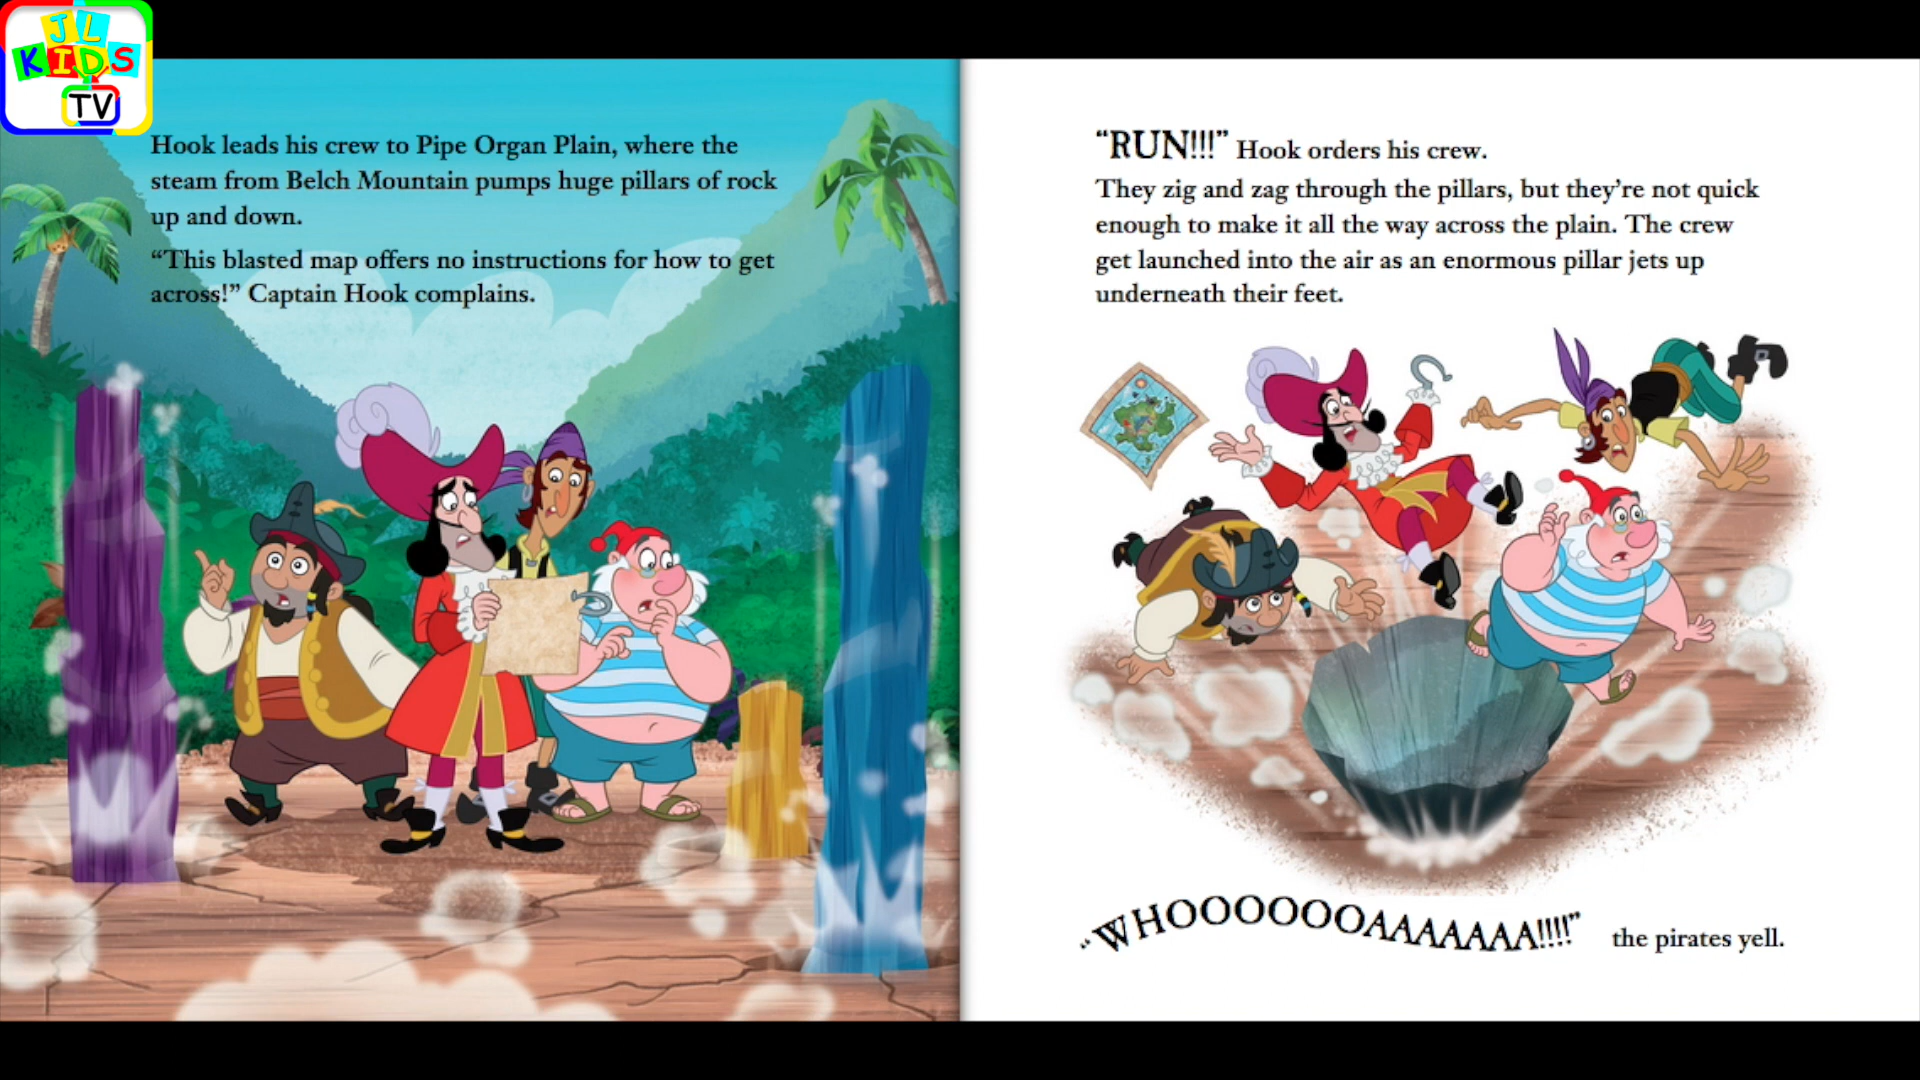 JL
KIDS
TV
Hook leads his crew to Pipe Organ Plain, where the
steam from Belch Mountain pumps huge pillars of rock
up and down.
“This blasted map offers no instructions for how to get
across!” Captain Hook complains.
“RUN!!!” Hook orders his crew.
They zig and zag through the pillars, but they’re not quick
enough to make it all the way across the plain. The crew
get launched into the air as an enormous pillar jets up
underneath their feet.
“WHOOOOOOOAAAAAAA!!!!” the pirates yell.